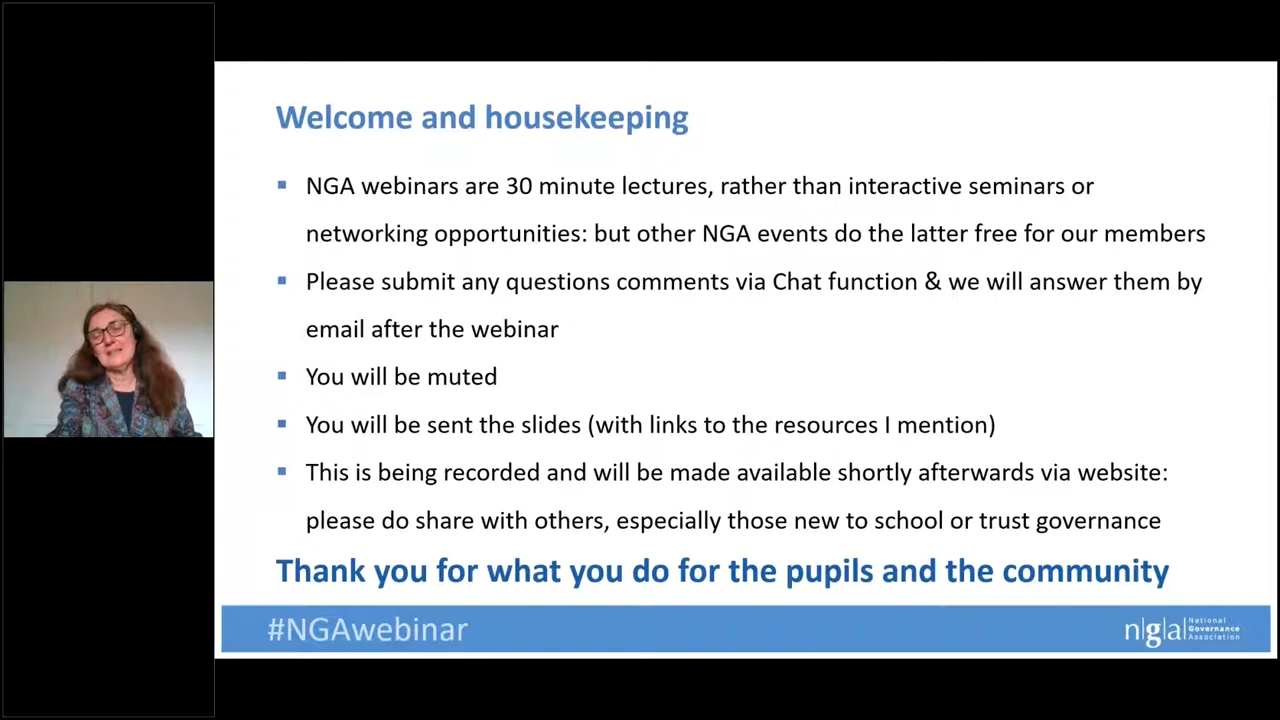 Welcome and housekeeping
NGA webinars are 30 minute lectures, rather than interactive seminars or
networking opportunities: but other NGA events do the latter free for our members
Please submit any questions comments via Chat function & we will answer them by
email after the webinar
You will be muted
You will be sent the slides (with links to the resources I mention)
This is being recorded and will be made available shortly afterwards via website:
please do share with others, especially those new to school or trust governance
Thank you for what you do for the pupils and the community
#NGAwebinar
n|g|a
National
Governance
Association